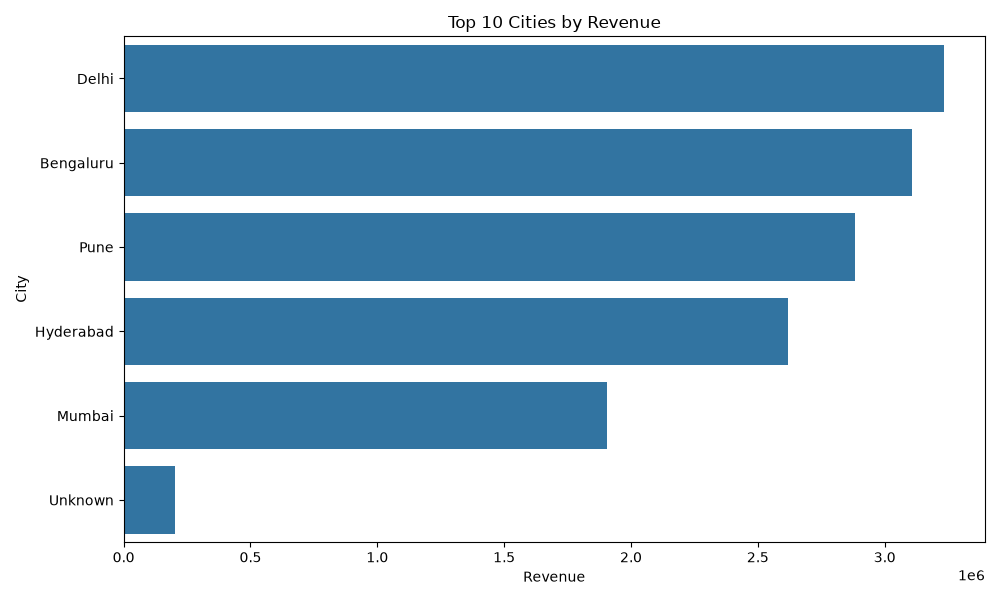 Top 10 Cities by Revenue
Delhi
Bengaluru
Pune
Hyderabad
Mumbai
Unknown
City
0.0 0.5 1.0 1.5 2.0 2.5 3.0
1e6
Revenue